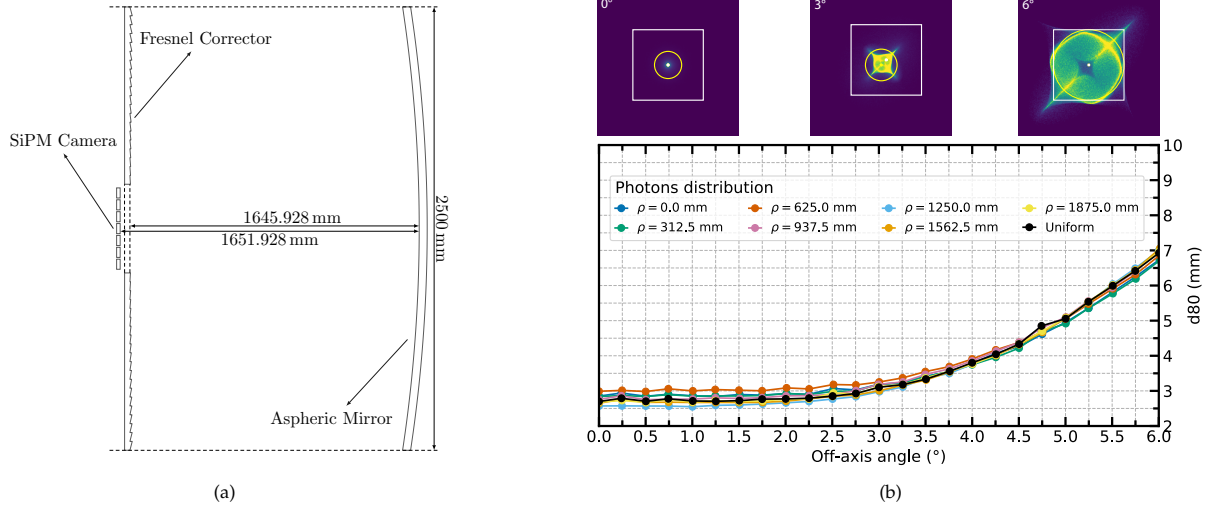 Fresnel Corrector
SiPM Camera
1645.928 mm
1651.928 mm
2500 mm
Aspheric Mirror
(a)
0°
3°
6°
Photons distribution
ρ = 0.0 mm
ρ = 625.0 mm
ρ = 1250.0 mm
ρ = 1875.0 mm
ρ = 312.5 mm
ρ = 937.5 mm
ρ = 1562.5 mm
Uniform
10
9
8
7
6
5
4
3
2
d80 (mm)
0.0 0.5 1.0 1.5 2.0 2.5 3.0 3.5 4.0 4.5 5.0 5.5 6.0
Off-axis angle (°)
(b)